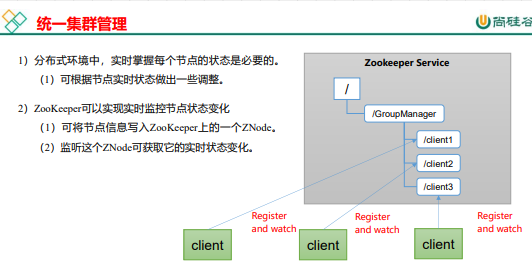 统一集群管理
尚硅谷
1）分布式环境中，实时掌握每个节点的状态是必要的。
（1）可根据节点实时状态做出一些调整。
2）ZooKeeper可以实现实时监控节点状态变化
（1）可将节点信息写入ZooKeeper上的一个ZNode。
（2）监听这个ZNode可获取它的实时状态变化。
Zookeeper Service
/
/GroupManager
/client1
/client2
/client3
Register
and watch
Register
and watch
Register
and watch
client
client
client